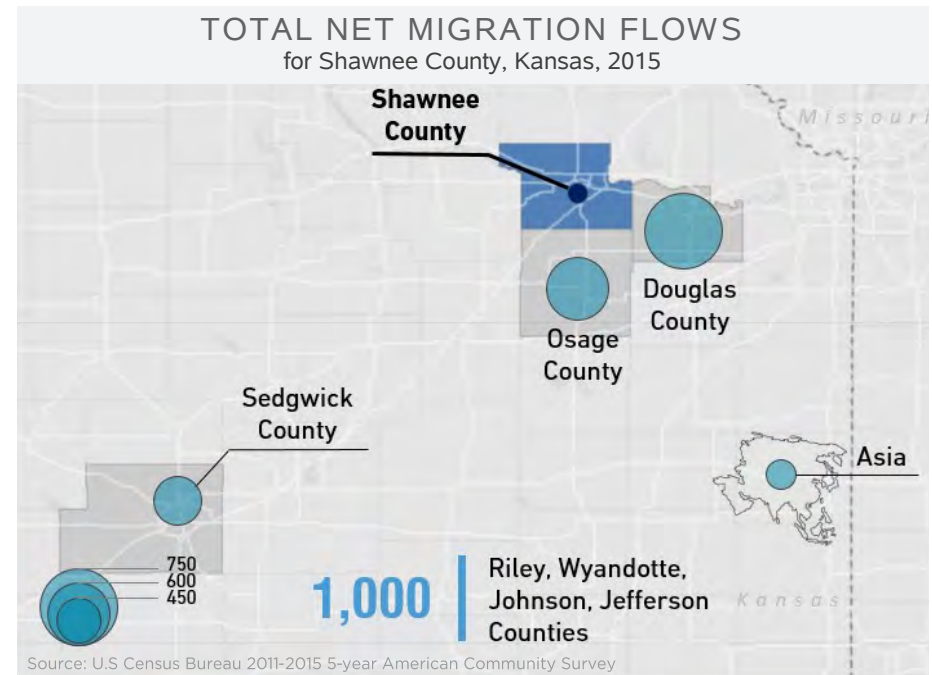 TOTAL NET MIGRATION FLOWS
for Shawnee County, Kansas, 2015
Shawnee
County
Missouri
Douglas
County
Osage
County
Sedgwick
County
Asia
750
600
450
1,000
Riley, Wyandotte,
Johnson, Jefferson
Counties
Kansas
Source: U.S Census Bureau 2011-2015 5-year American Community Survey